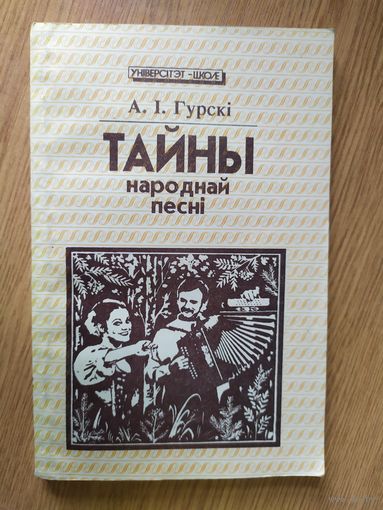 УНІВЕРСІТЭТ-ШКОЛЕ
А. І. Гурскі
ТАЙНЫ
народнай
песні